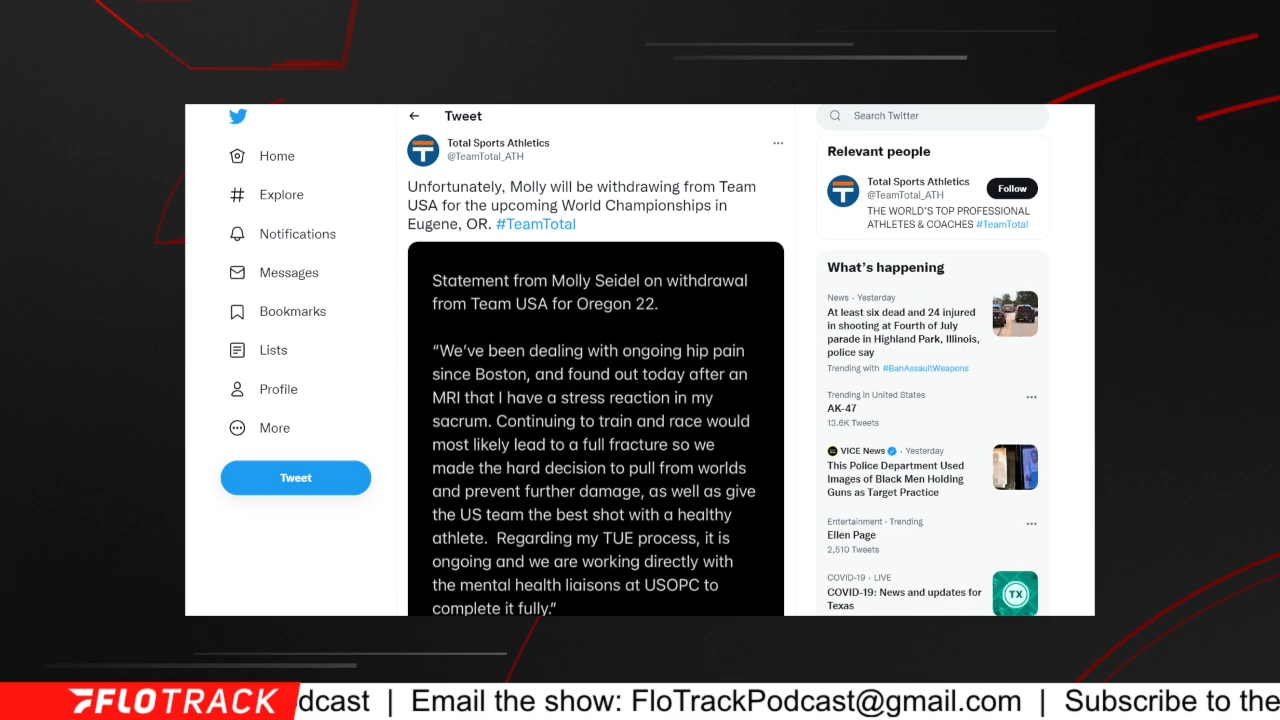 Home
Explore
Notifications
Messages
Bookmarks
Lists
Profile
More
Tweet
Tweet
Total Sports Athletics
@TeamTotal_ATH
Unfortunately, Molly will be withdrawing from Team
USA for the upcoming World Championships in
Eugene, OR. #TeamTotal
Statement from Molly Seidel on withdrawal
from Team USA for Oregon 22.
“We’ve been dealing with ongoing hip pain
since Boston, and found out today after an
MRI that I have a stress reaction in my
sacrum. Continuing to train and race would
most likely lead to a full fracture so we
made the hard decision to pull from worlds
and prevent further damage, as well as give
the US team the best shot with a healthy
athlete.  Regarding my TUE process, it is
ongoing and we are working directly with
the mental health liaisons at USOPC to
complete it fully.”
Search Twitter
Relevant people
Total Sports Athletics
@TeamTotal_ATH
Follow
THE WORLD’S TOP PROFESSIONAL
ATHLETES & COACHES #TeamTotal
What’s happening
News · Yesterday
At least six dead and 24 injured
in shooting at Fourth of July
parade in Highland Park, Illinois,
police say
Trending with #BanAssaultWeapons
Trending in United States
AK-47
13.6K Tweets
VICE News · Yesterday
This Police Department Used
Images of Black Men Holding
Guns as Target Practice
Entertainment · Trending
Ellen Page
2,510 Tweets
COVID-19 · LIVE
COVID-19: News and updates for
Texas
TX
FLOTRACK
dcast | Email the show: FloTrackPodcast@gmail.com | Subscribe to the